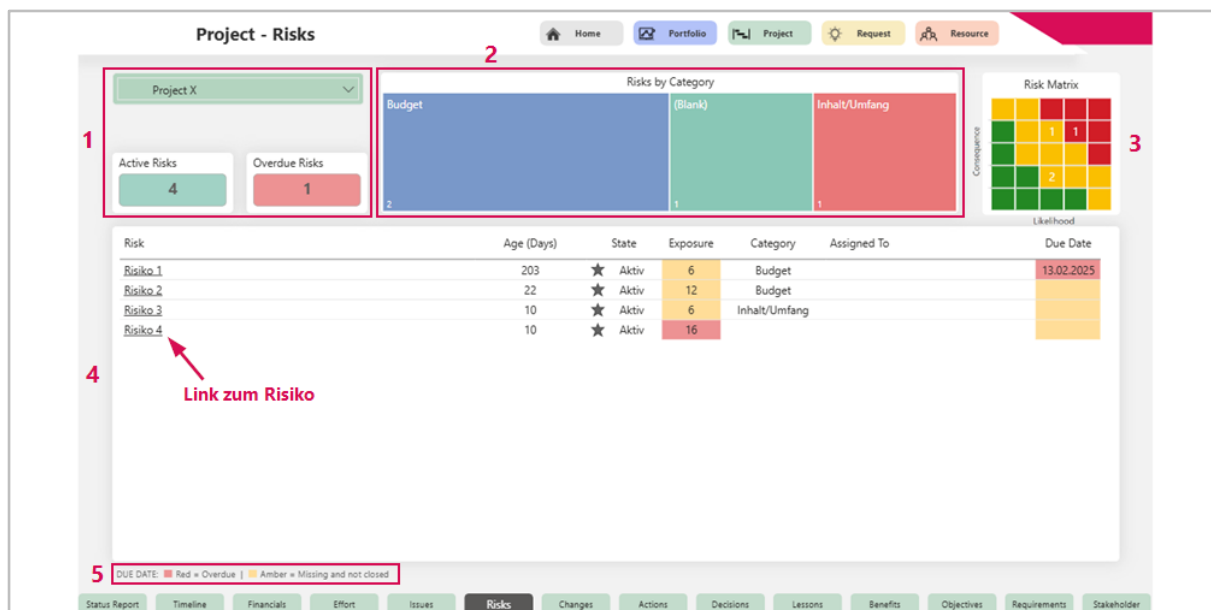 Project - Risks
Home
Portfolio
Project
Request
Resource
1
2
3
4
5
Project X
Active Risks
4
Overdue Risks
1
Risks by Category
Budget
2
(Blank)
1
Inhalt/Umfang
1
Risk Matrix
Consequence
1 1
2
Likelihood
Risk Age (Days) State Exposure Category Assigned To Due Date
Risiko 1 203 Aktiv 6 Budget 13.02.2025
Risiko 2 22 Aktiv 12 Budget
Risiko 3 10 Aktiv 6 Inhalt/Umfang
Risiko 4 10 Aktiv 16
Link zum Risiko
DUE DATE: Red = Overdue | Amber = Missing and not closed
Status Report Timeline Financials Effort Issues Risks Changes Actions Decisions Lessons Benefits Objectives Requirements Stakeholder